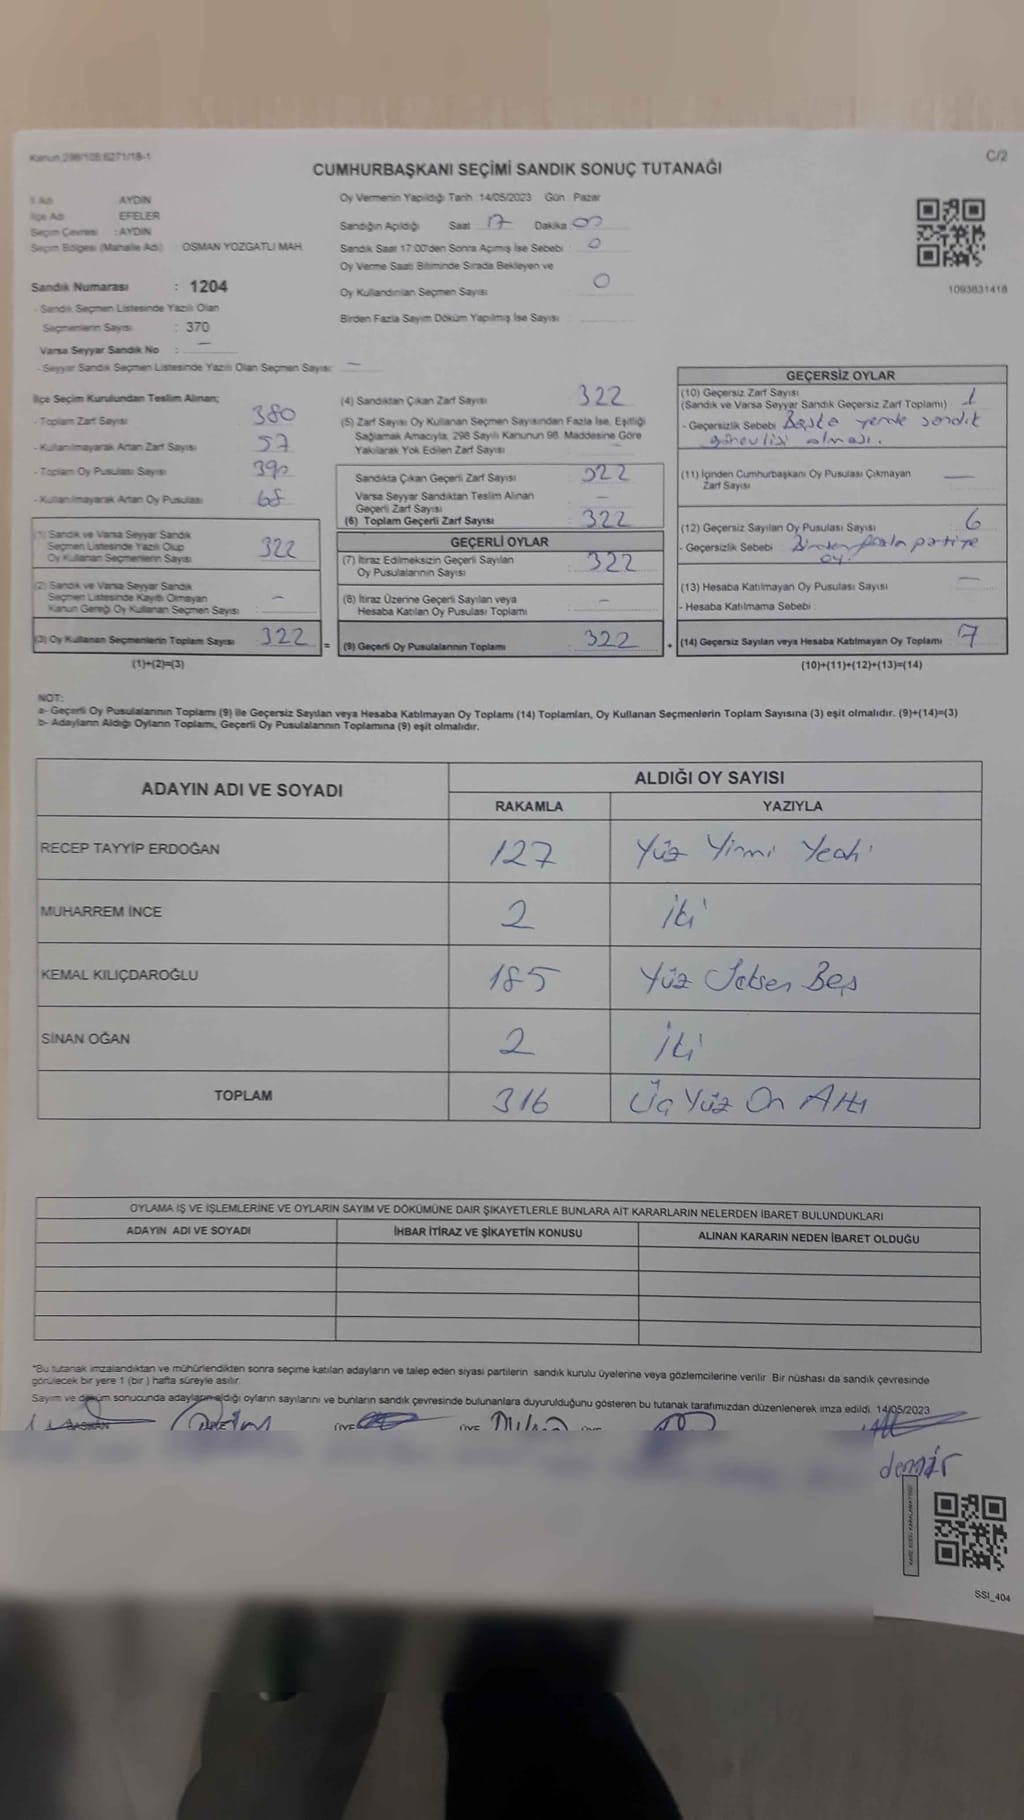 Kanun 298/105 6271/18-1
C/2
CUMHURBAŞKANI SEÇİMİ SANDIK SONUÇ TUTANAĞI
İl Adı AYDIN
İlçe Adı EFELER
Seçim Çevresi : AYDIN
Seçim Bölgesi (Mahalle Adı) OSMAN YOZGATLI MAH.
Sandık Numarası : 1204
- Sandık Seçmen Listesinde Yazılı Olan
Seçmenlerin Sayısı : 370
Varsa Seyyar Sandık No : —
- Seyyar Sandık Seçmen Listesinde Yazılı Olan Seçmen Sayısı —
Oy Vermenin Yapıldığı Tarih 14/05/2023 Gün Pazar
Sandığın Açıldığı Saat 17 Dakika 00
Sandık Saat 17:00'den Sonra Açmış İse Sebebi 0
Oy Verme Saati Bitiminde Sırada Bekleyen ve
Oy Kullandırılan Seçmen Sayısı 0
Birden Fazla Sayım Döküm Yapılmış İse Sayısı
1093831418
İlçe Seçim Kurulundan Teslim Alınan;
- Toplam Zarf Sayısı 380
- Kullanılmayarak Artan Zarf Sayısı 57
- Toplam Oy Pusulası Sayısı 390
- Kullanılmayarak Artan Oy Pusulası 68
(1) Sandık ve Varsa Seyyar Sandık
Seçmen Listesinde Yazılı Olup
Oy Kullanan Seçmenlerin Sayısı 322
(2) Sandık ve Varsa Seyyar Sandık
Seçmen Listesinde Kayıtlı Olmayan
Kanun Gereği Oy Kullanan Seçmen Sayısı –
(3) Oy Kullanan Seçmenlerin Toplam Sayısı 322 =
(1)+(2)=(3)
(4) Sandıktan Çıkan Zarf Sayısı 322
(5) Zarf Sayısı Oy Kullanan Seçmen Sayısından Fazla İse, Eşitliği
Sağlamak Amacıyla, 298 Sayılı Kanunun 98. Maddesine Göre
Yakılarak Yok Edilen Zarf Sayısı –
Sandıkta Çıkan Geçerli Zarf Sayısı 322
Varsa Seyyar Sandıktan Teslim Alınan
Geçerli Zarf Sayısı –
(6) Toplam Geçerli Zarf Sayısı 322
GEÇERLİ OYLAR
(7) İtiraz Edilmeksizin Geçerli Sayılan
Oy Pusulalarının Sayısı 322
(8) İtiraz Üzerine Geçerli Sayılan veya
Hesaba Katılan Oy Pusulası Toplamı –
(9) Geçerli Oy Pusulalarının Toplamı 322 +
GEÇERSİZ OYLAR
(10) Geçersiz Zarf Sayısı 1
(Sandık ve Varsa Seyyar Sandık Geçersiz Zarf Toplamı)
- Geçersizlik Sebebi Başka yerde sandık
görevlisi olması.
(11) İçinden Cumhurbaşkanı Oy Pusulası Çıkmayan
Zarf Sayısı —
(12) Geçersiz Sayılan Oy Pusulası Sayısı 6
- Geçersizlik Sebebi Birden fazla partiye
oy.
(13) Hesaba Katılmayan Oy Pusulası Sayısı —
- Hesaba Katılmama Sebebi :
(14) Geçersiz Sayılan veya Hesaba Katılmayan Oy Toplamı 7
(10)+(11)+(12)+(13)=(14)
NOT:
a- Geçerli Oy Pusulalarının Toplamı (9) ile Geçersiz Sayılan veya Hesaba Katılmayan Oy Toplamı (14) Toplamları, Oy Kullanan Seçmenlerin Toplam Sayısına (3) eşit olmalıdır. (9)+(14)=(3)
b- Adayların Aldığı Oyların Toplamı, Geçerli Oy Pusulalarının Toplamına (9) eşit olmalıdır.
ADAYIN ADI VE SOYADI ALDIĞI OY SAYISI
RAKAMLA YAZIYLA
RECEP TAYYİP ERDOĞAN 127 Yüz Yirmi Yedi
MUHARREM İNCE 2 İki
KEMAL KILIÇDAROĞLU 185 Yüz Seksen Beş
SİNAN OĞAN 2 İki
TOPLAM 316 Üç Yüz On Altı
OYLAMA İŞ VE İŞLEMLERİNE VE OYLARIN SAYIM VE DÖKÜMÜNE DAİR ŞİKAYETLERLE BUNLARA AİT KARARLARIN NELERDEN İBARET BULUNDUKLARI
ADAYIN ADI VE SOYADI İHBAR İTİRAZ VE ŞİKAYETİN KONUSU ALINAN KARARIN NEDEN İBARET OLDUĞU
*Bu tutanak imzalandıktan ve mühürlendikten sonra seçime katılan adayların ve talep eden siyasi partilerin sandık kurulu üyelerine veya gözlemcilerine verilir. Bir nüshası da sandık çevresinde
görülecek bir yere 1 (bir ) hafta süreyle asılır.
Sayım ve döküm sonucunda adayların aldığı oyların sayılarını ve bunların sandık çevresinde bulunanlara duyurulduğunu gösteren bu tutanak tarafımızdan düzenlenerek imza edildi. 14/05/2023
BAŞKAN ÜYE ÜYE
demir
SSI_404